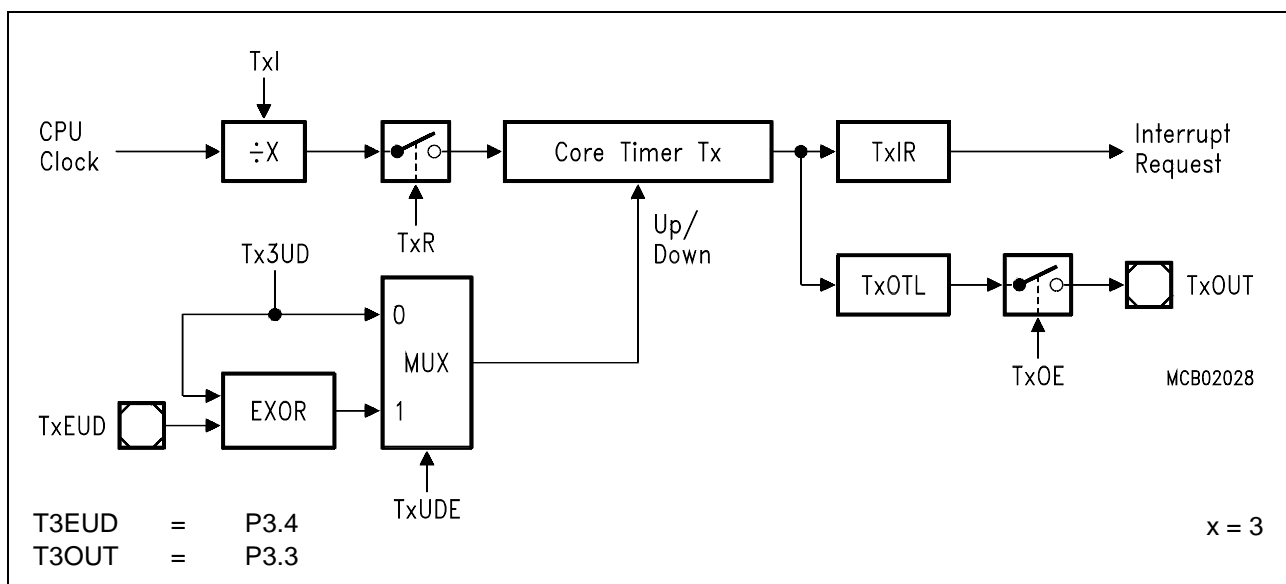 TxI
CPU
Clock
÷X
Core Timer Tx
TxIR
Interrupt
Request
TxR
Up/
Down
Tx3UD
0
MUX
1
EXOR
TxEUD
TxUDE
TxOTL
TxOUT
TxOE
MCB02028
T3EUD = P3.4
T3OUT = P3.3
x = 3